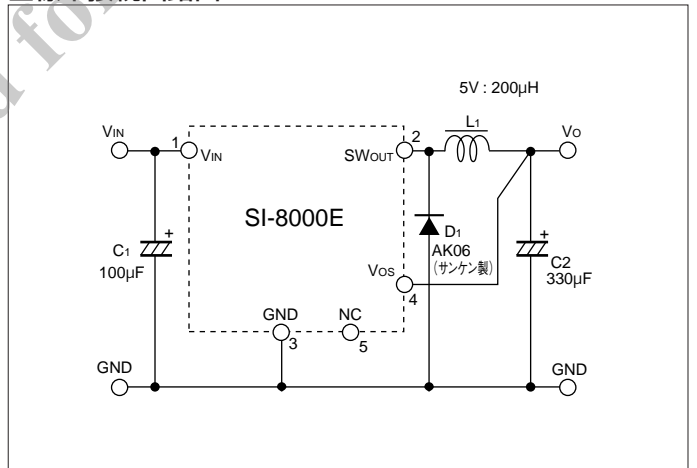 d for
5V : 200µH
VIN
1
VIN
2
SWOUT
L1
VO
SI-8000E
C1
100µF
D1
AK06
(サンケン製)
VOS
4
C2
330µF
GND
3
NC
5
GND
GND